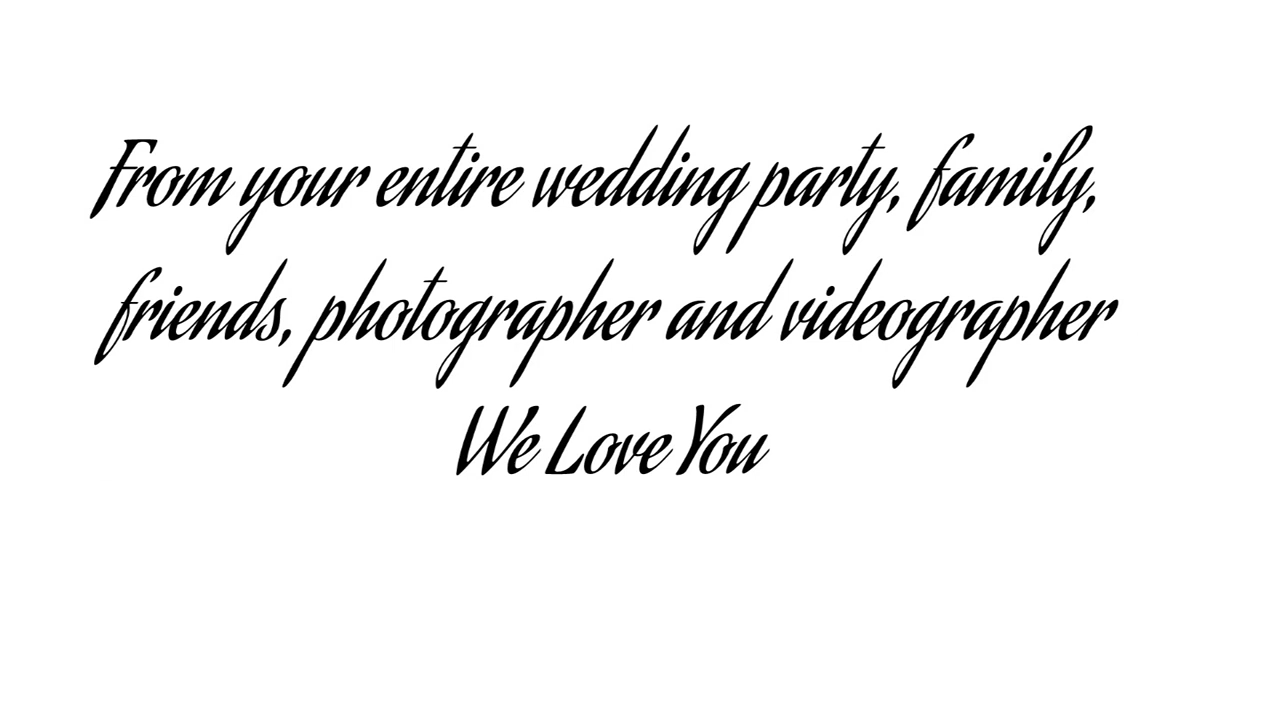 From your entire wedding party, family,
friends, photographer and videographer
We Love You